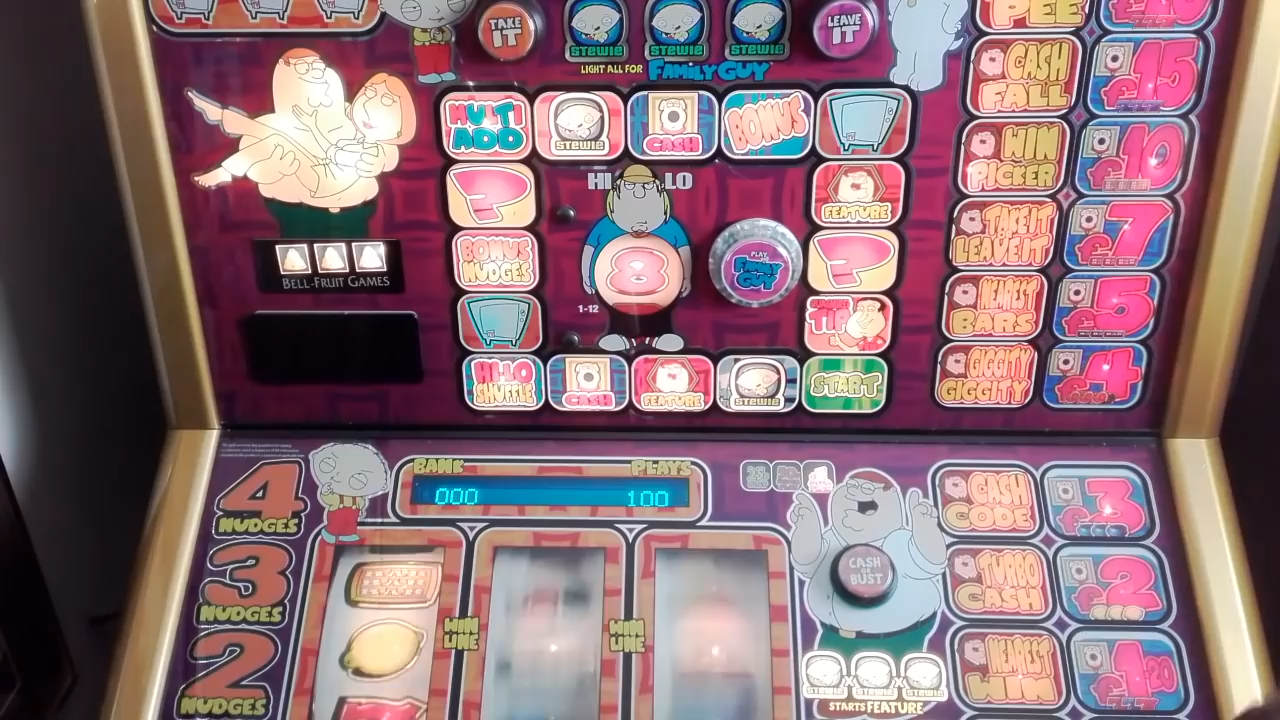 TAKE IT
STEWIE
STEWIE
STEWIE
LEAVE IT
LIGHT ALL FOR FAMILY GUY
PEE
£15
CASH FALL
MULTI ADD
STEWIE
CASH
BONUS
HI LO
FEATURE
WIN PICKER
£10
TAKE IT LEAVE IT
£7
BONUS NUDGES
8
PLAY FAMILY GUY
BELL-FRUIT GAMES
1-12
TIP
NEAREST BARS
£5
HI LO SHUFFLE
CASH
FEATURE
STEWIE
START
GIGGITY GIGGITY
£4
BANK
PLAYS
000
100
25p
4 NUDGES
CASH CODE
£3
3 NUDGES
CASH OR BUST
TURBO CASH
£2
WIN LINE
WIN LINE
2 NUDGES
NEAREST WIN
£1.20
STEWIE X STEWIE X STEWIE
STARTS FEATURE